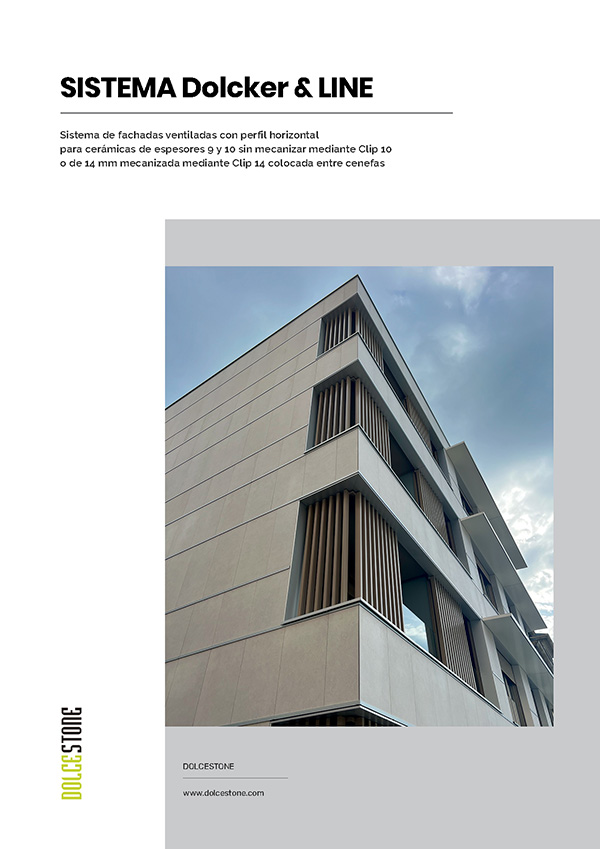 SISTEMA Dolcker & LINE
Sistema de fachadas ventiladas con perfil horizontal
para cerámicas de espesores 9 y 10 sin mecanizar mediante Clip 10
o de 14 mm mecanizada mediante Clip 14 colocada entre cenefas
DOLCESTONE
DOLCESTONE
www.dolcestone.com